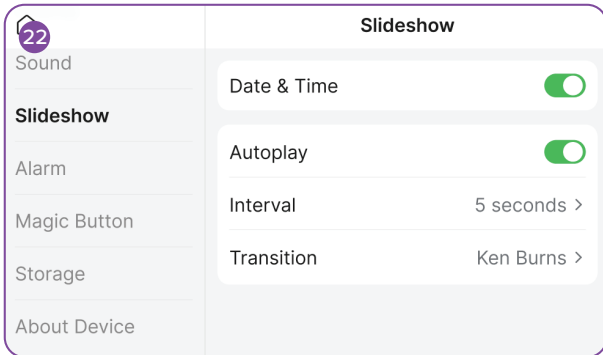 22
Slideshow
Sound
Slideshow
Alarm
Magic Button
Storage
About Device
Date & Time
Autoplay
Interval 5 seconds >
Transition Ken Burns >